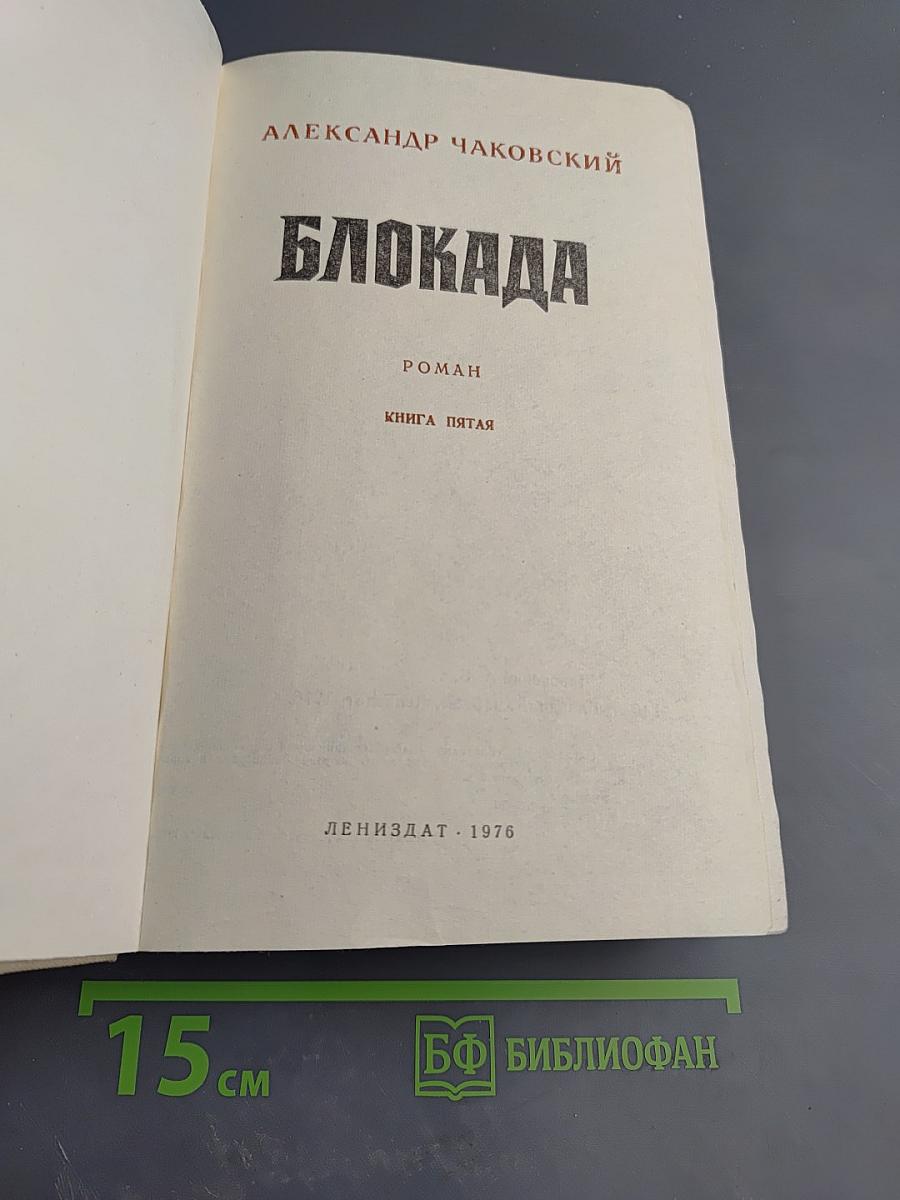 АЛЕКСАНДР ЧАКОВСКИЙ
БЛОКАДА
РОМАН
КНИГА ПЯТАЯ
ЛЕНИЗДАТ · 1976
15 см
БФ БИБЛИОФАН